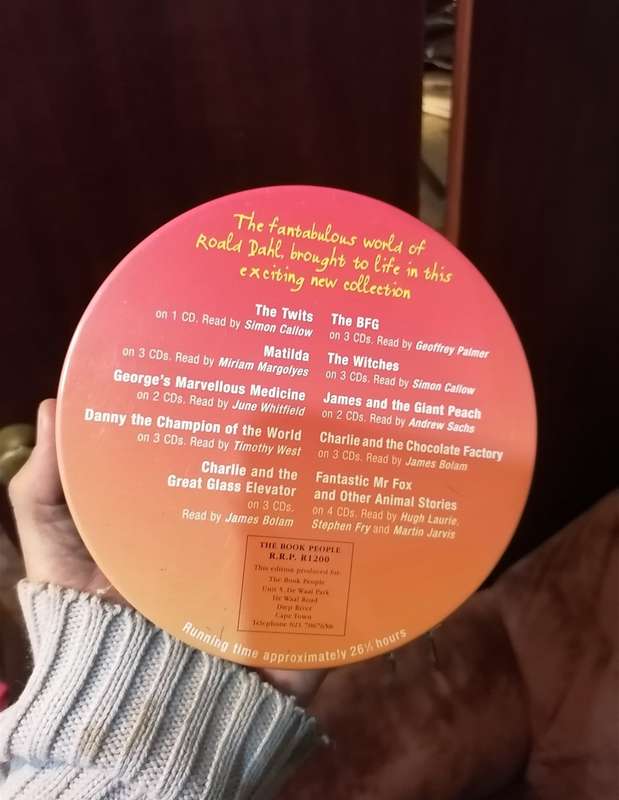 The fantabulous world of
Roald Dahl, brought to life in this
exciting new collection
The Twits
on 1 CD. Read by Simon Callow
Matilda
on 3 CDs. Read by Miriam Margolyes
George's Marvellous Medicine
on 2 CDs. Read by June Whitfield
Danny the Champion of the World
on 3 CDs. Read by Timothy West
Charlie and the
Great Glass Elevator
on 3 CDs.
Read by James Bolam
The BFG
on 3 CDs. Read by Geoffrey Palmer
The Witches
on 3 CDs. Read by Simon Callow
James and the Giant Peach
on 2 CDs. Read by Andrew Sachs
Charlie and the Chocolate Factory
on 3 CDs. Read by James Bolam
Fantastic Mr Fox
and Other Animal Stories
on 4 CDs. Read by Hugh Laurie,
Stephen Fry and Martin Jarvis
THE BOOK PEOPLE
R.R.P. R1200
This edition produced for:
The Book People
Unit 5, De Waal Park
De Waal Road
Diep River
Cape Town
Telephone 021
Running time approximately 26½ hours